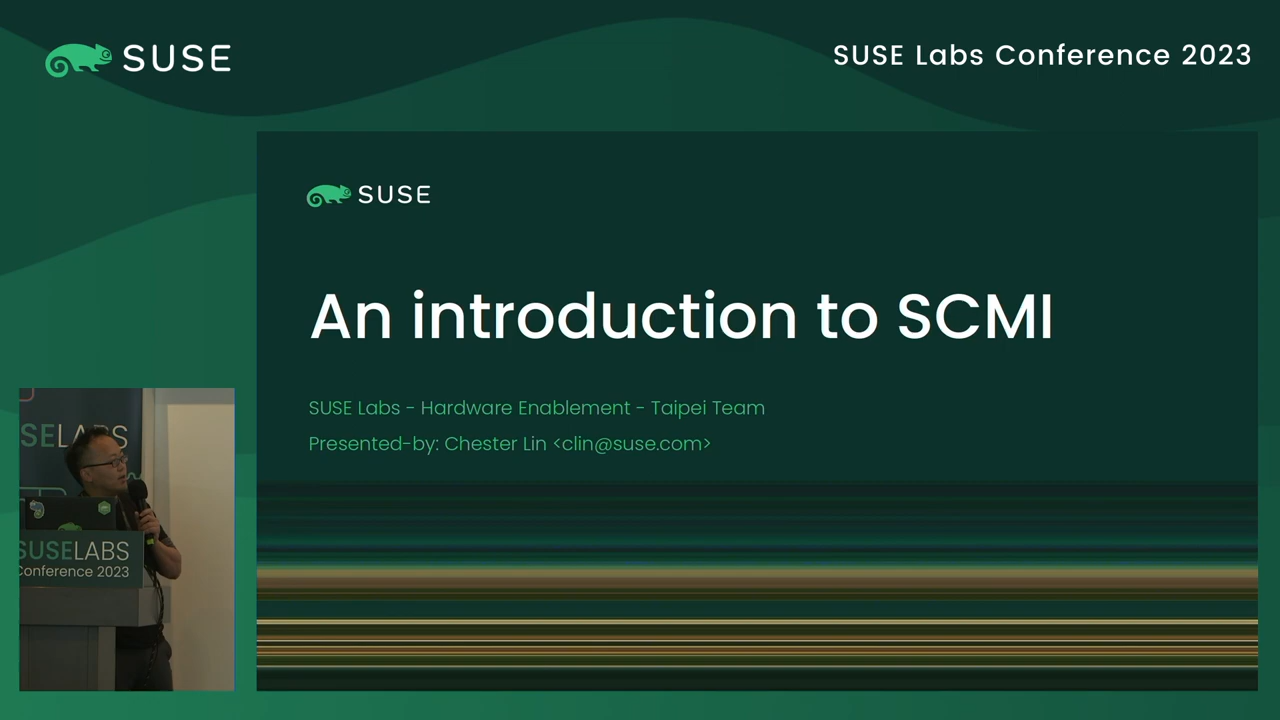 SUSE
SUSE Labs Conference 2023
SUSE
An introduction to SCMI
SUSE Labs - Hardware Enablement - Taipei Team
Presented-by: Chester Lin <clin@suse.com>
SELABS
SUSELABS
Conference 2023